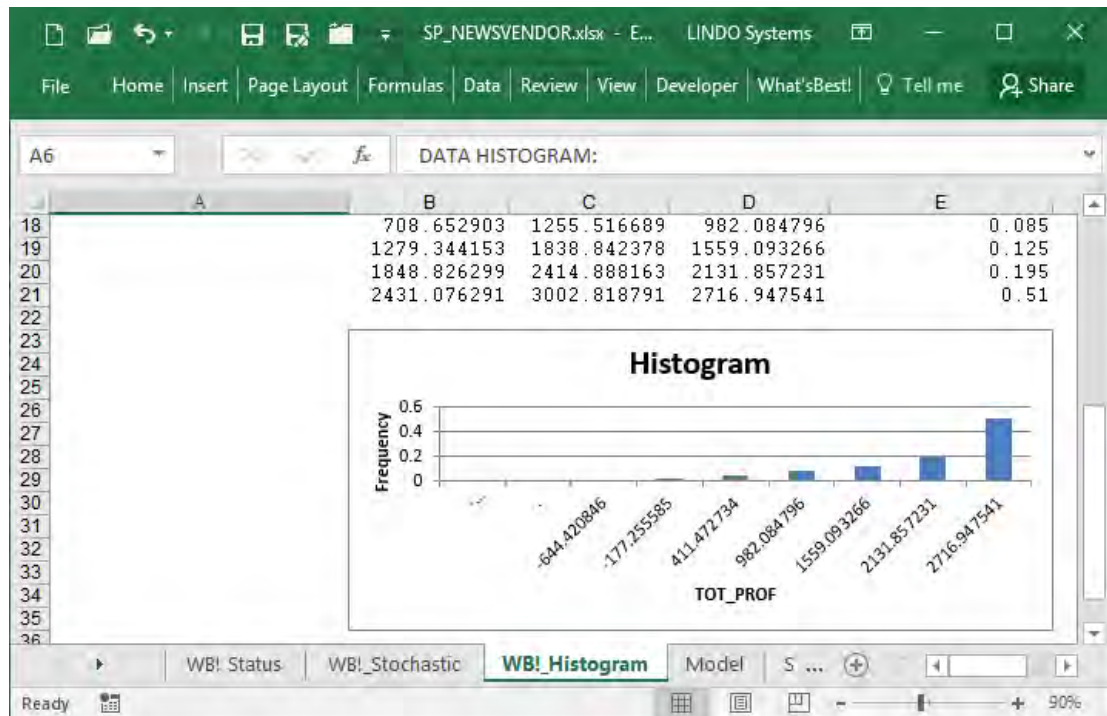 SP_NEWSVENDOR.xlsx - E... LINDO Systems
File Home Insert Page Layout Formulas Data Review View Developer What'sBest! Tell me Share
A6 fx DATA HISTOGRAM:
A B C D E
18 708.652903 1255.516689 982.084796 0.085
19 1279.344153 1838.842378 1559.093266 0.125
20 1848.826299 2414.888163 2131.857231 0.195
21 2431.076291 3002.818791 2716.947541 0.51
22
23
24
25
26
27
28
29
30
31
32
33
34
35
36
Histogram
Frequency
0.6
0.4
0.2
0
-644.420846
-177.255585
411.472734
982.084796
1559.093266
2131.857231
2716.947541
TOT_PROF
WB! Status WB!_Stochastic WB!_Histogram Model S ...
Ready 90%